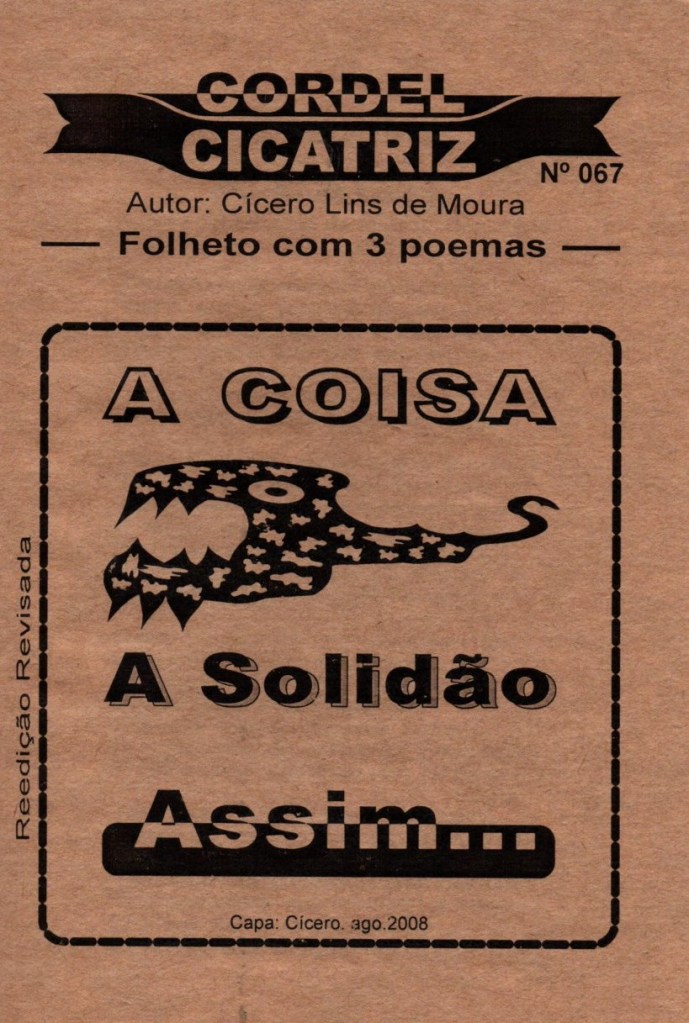 CORDEL
CICATRIZ
Nº 067
Autor: Cícero Lins de Moura
Folheto com 3 poemas
A COISA
A Solidão
Assim...
Reedição Revisada
Capa: Cícero. ago.2008